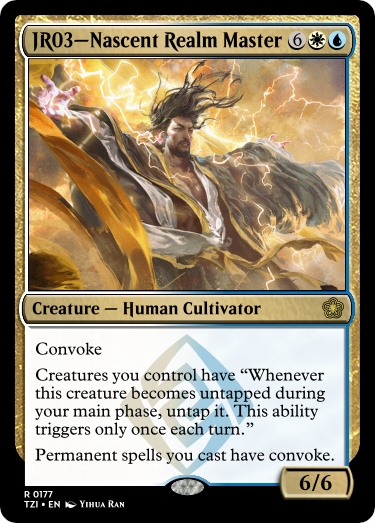 JR03—Nascent Realm Master 6
Creature — Human Cultivator
Convoke
Creatures you control have “Whenever
this creature becomes untapped during
your main phase, untap it. This ability
triggers only once each turn.”
Permanent spells you cast have convoke.
6/6
R 0177
TZI • EN Yihua Ran